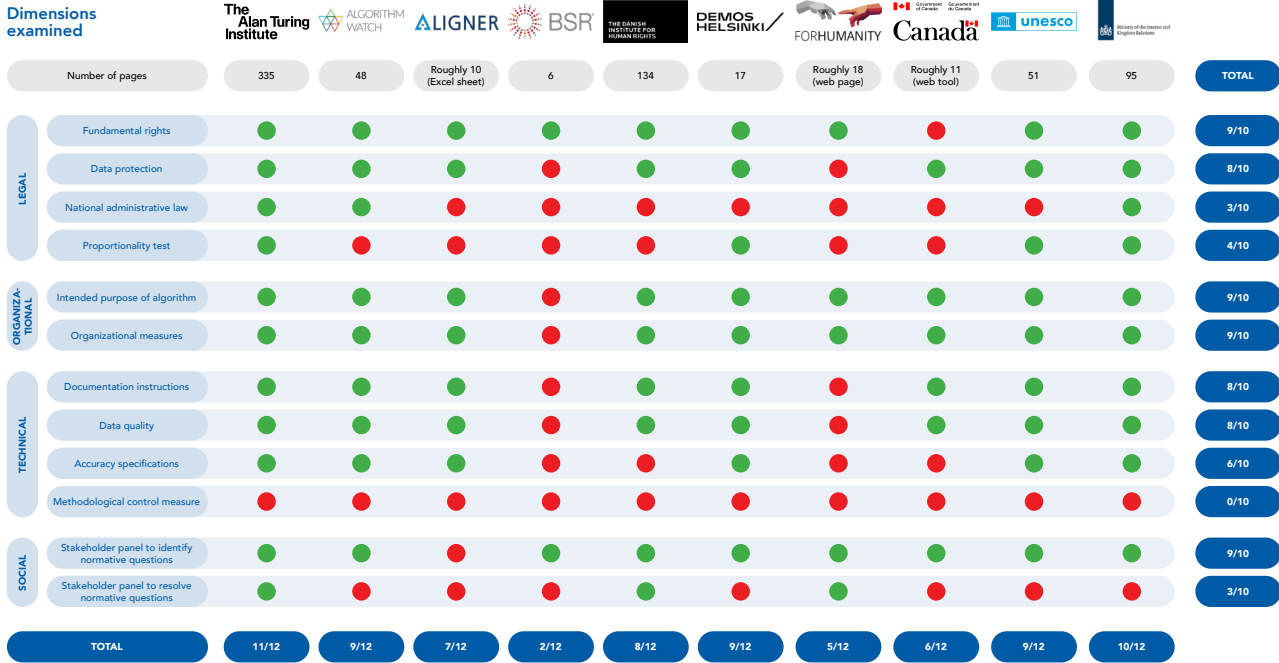 Dimensions
examined
The
Alan Turing
Institute
ALGORITHM
WATCH
ALIGNER
BSR
THE DANISH
INSTITUTE FOR
HUMAN RIGHTS
DEMOS
HELSINKI
FORHUMANITY
Government
of Canada
Gouvernement
du Canada
Canada
unesco
Ministry of the Interior and
Kingdom Relations
Number of pages
335
48
Roughly 10
(Excel sheet)
6
134
17
Roughly 18
(web page)
Roughly 11
(web tool)
51
95
TOTAL
LEGAL
Fundamental rights
9/10
Data protection
8/10
National administrative law
3/10
Proportionality test
4/10
ORGANIZA-
TIONAL
Intended purpose of algorithm
9/10
Organizational measures
9/10
TECHNICAL
Documentation instructions
8/10
Data quality
8/10
Accuracy specifications
6/10
Methodological control measure
0/10
SOCIAL
Stakeholder panel to identify
normative questions
9/10
Stakeholder panel to resolve
normative questions
3/10
TOTAL
11/12
9/12
7/12
2/12
8/12
9/12
5/12
6/12
9/12
10/12